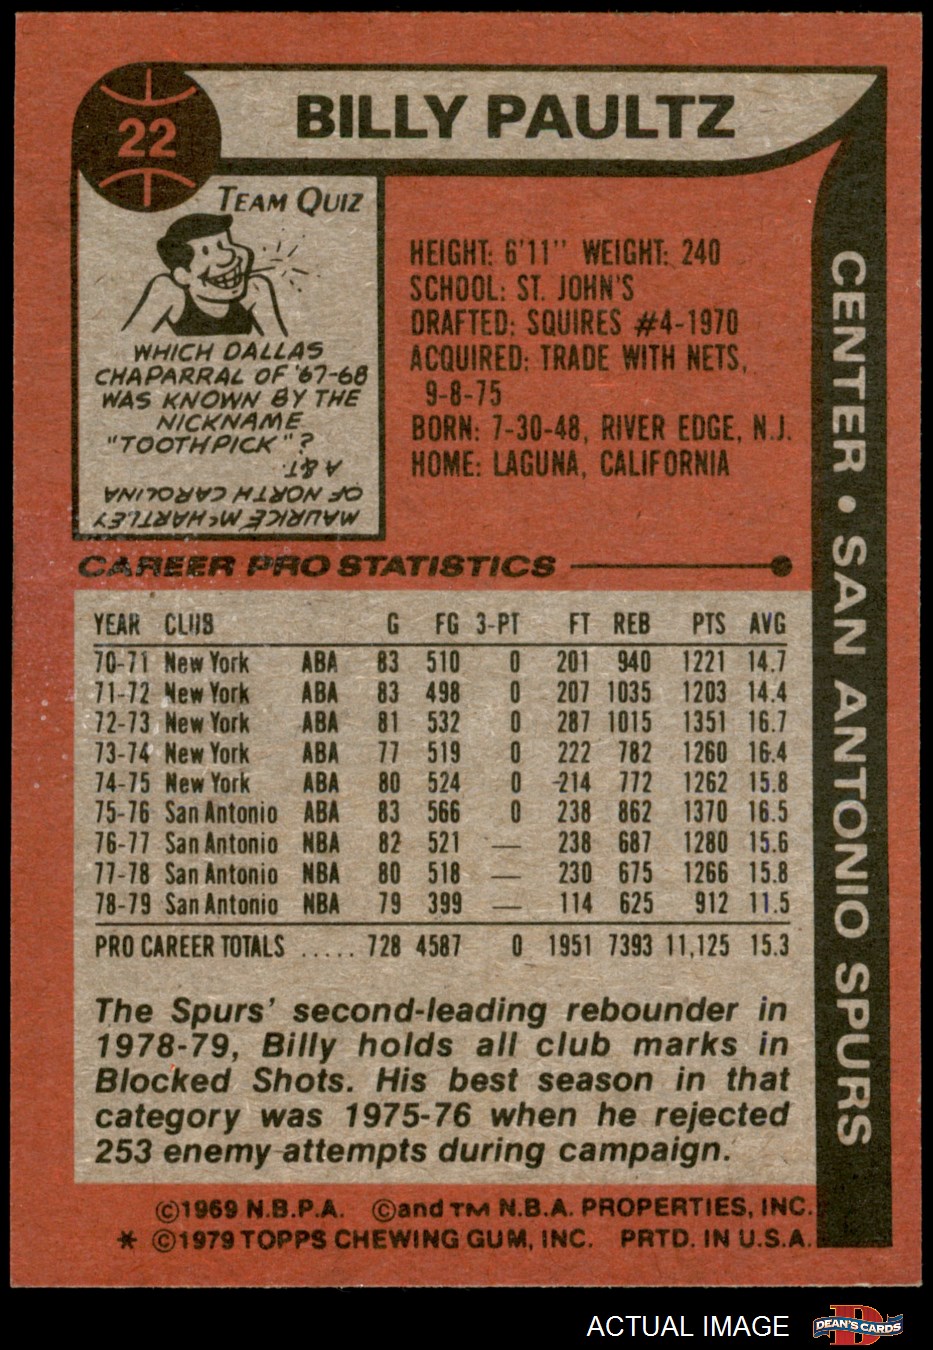 22
BILLY PAULTZ
TEAM QUIZ
WHICH DALLAS
CHAPARRAL OF '67-68
WAS KNOWN BY THE
NICKNAME
"TOOTHPICK"?
MAURICE McHARTLEY
OF NORTH CAROLINA
A&T.
HEIGHT: 6'11" WEIGHT: 240
SCHOOL: ST. JOHN'S
DRAFTED: SQUIRES #4-1970
ACQUIRED: TRADE WITH NETS,
9-8-75
BORN: 7-30-48, RIVER EDGE, N.J.
HOME: LAGUNA, CALIFORNIA
CENTER • SAN ANTONIO SPURS
CAREER PRO STATISTICS
YEAR CLUB G FG 3-PT FT REB PTS AVG
70-71 New York ABA 83 510 0 201 940 1221 14.7
71-72 New York ABA 83 498 0 207 1035 1203 14.4
72-73 New York ABA 81 532 0 287 1015 1351 16.7
73-74 New York ABA 77 519 0 222 782 1260 16.4
74-75 New York ABA 80 524 0 214 772 1262 15.8
75-76 San Antonio ABA 83 566 0 238 862 1370 16.5
76-77 San Antonio NBA 82 521 — 238 687 1280 15.6
77-78 San Antonio NBA 80 518 — 230 675 1266 15.8
78-79 San Antonio NBA 79 399 — 114 625 912 11.5
PRO CAREER TOTALS ..... 728 4587 0 1951 7393 11,125 15.3
The Spurs' second-leading rebounder in
1978-79, Billy holds all club marks in
Blocked Shots. His best season in that
category was 1975-76 when he rejected
253 enemy attempts during campaign.
©1969 N.B.P.A. ©and TM N.B.A. PROPERTIES, INC.
* ©1979 TOPPS CHEWING GUM, INC. PRTD. IN U.S.A.
ACTUAL IMAGE
DEAN'S CARDS